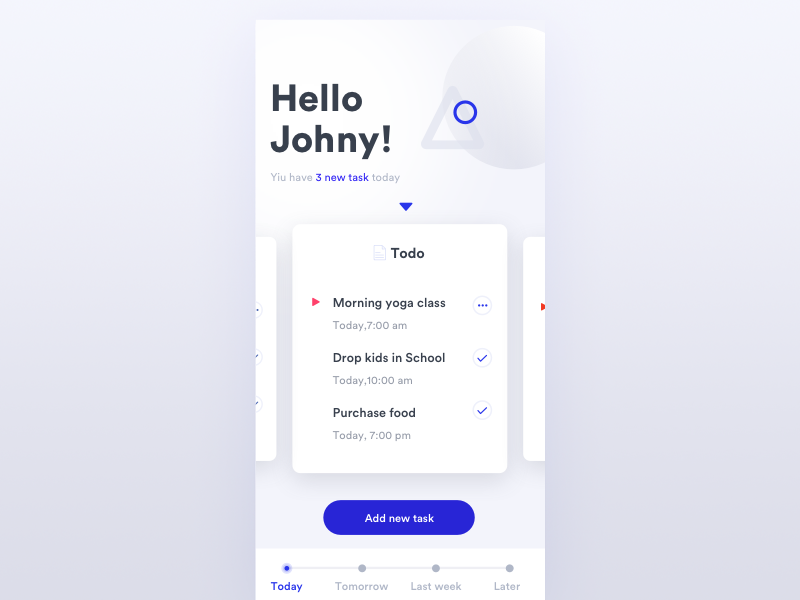 Hello
Johny!
Yiu have 3 new task today
Todo
Morning yoga class
Today,7:00 am
Drop kids in School
Today,10:00 am
Purchase food
Today, 7:00 pm
Add new task
Today Tomorrow Last week Later